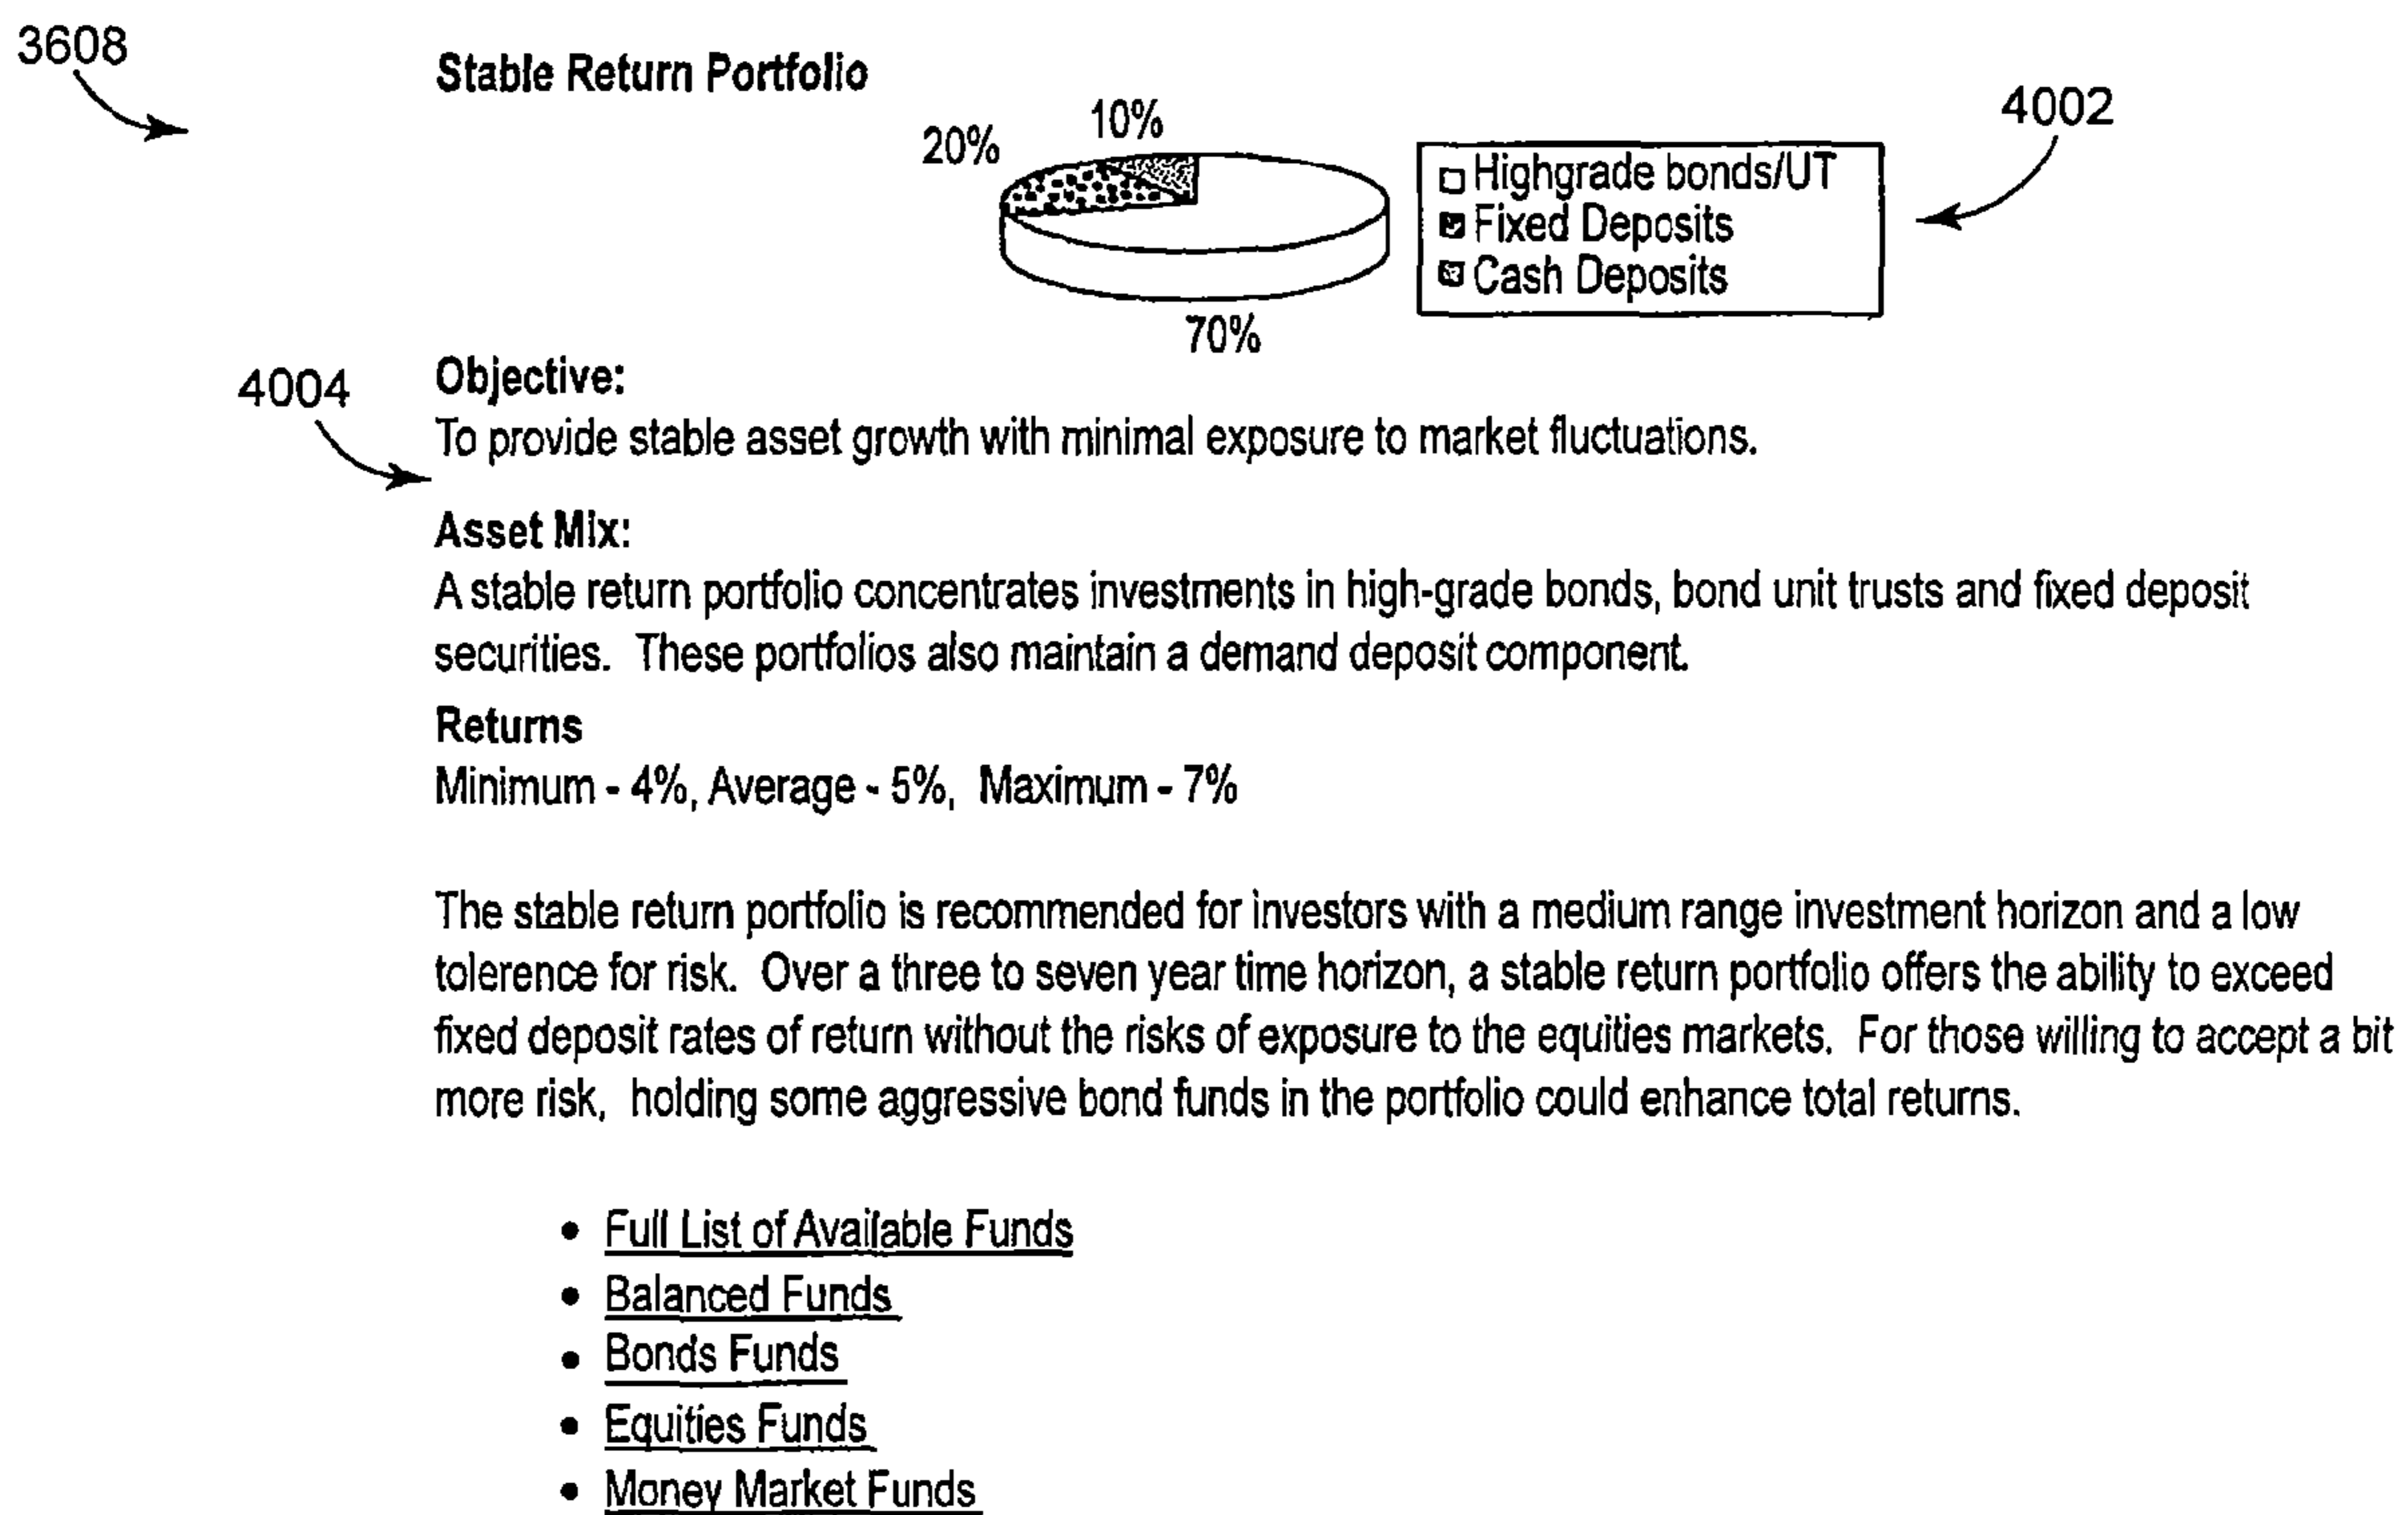 3608
Stable Return Portfolio
4002
10%
20%
Highgrade bonds/UT
Fixed Deposits
Cash Deposits
70%
4004
Objective:
To provide stable asset growth with minimal exposure to market fluctuations.
Asset Mix:
A stable return portfolio concentrates investments in high-grade bonds, bond unit trusts and fixed deposit
securities. These portfolios also maintain a demand deposit component.
Returns
Minimum - 4%, Average - 5%, Maximum - 7%
The stable return portfolio is recommended for investors with a medium range investment horizon and a low
tolerence for risk. Over a three to seven year time horizon, a stable return portfolio offers the ability to exceed
fixed deposit rates of return without the risks of exposure to the equities markets. For those willing to accept a bit
more risk, holding some aggressive bond funds in the portfolio could enhance total returns.
• Full List of Available Funds
• Balanced Funds
• Bonds Funds
• Equities Funds
• Money Market Funds